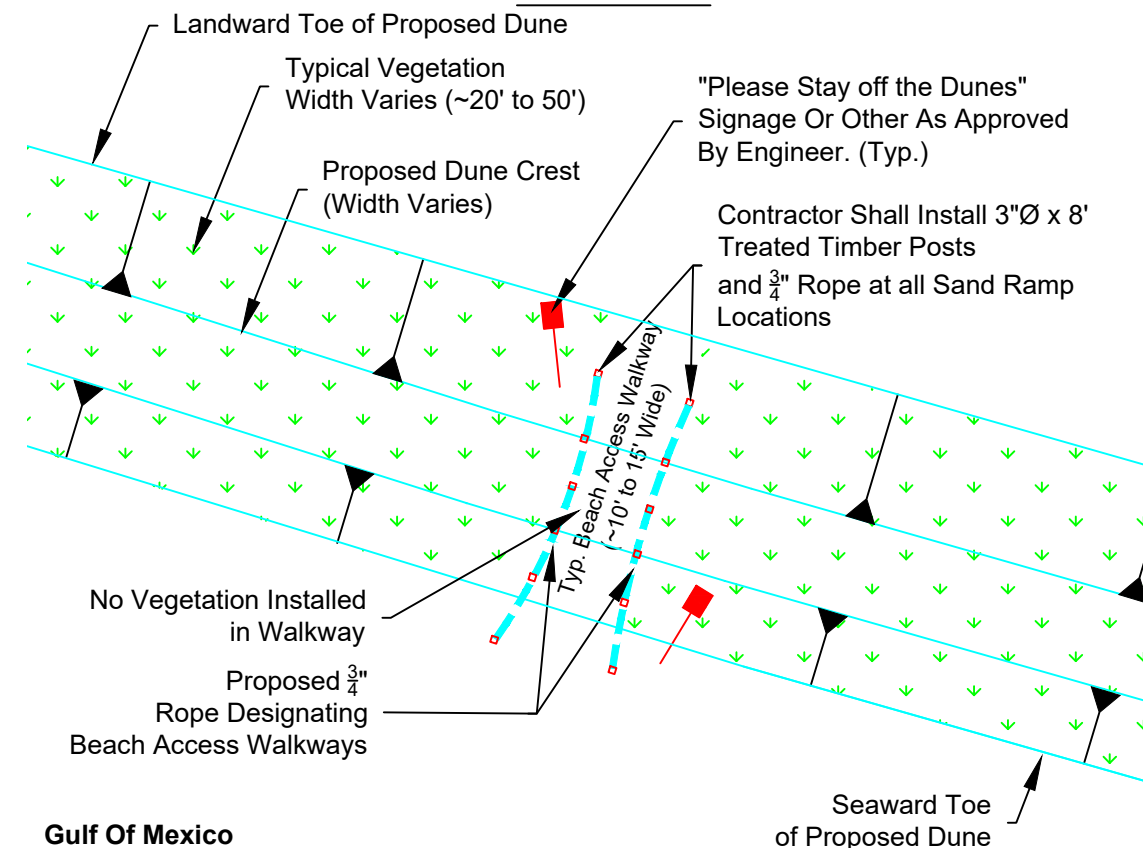 Landward Toe of Proposed Dune
Typical Vegetation
Width Varies (~20' to 50')
"Please Stay off the Dunes"
Signage Or Other As Approved
By Engineer. (Typ.)
Proposed Dune Crest
(Width Varies)
Contractor Shall Install 3"Ø x 8'
Treated Timber Posts
and 3/4" Rope at all Sand Ramp
Locations
Typ. Beach Access Walkway
(~10' to 15' Wide)
No Vegetation Installed
in Walkway
Proposed 3/4"
Rope Designating
Beach Access Walkways
Seaward Toe
of Proposed Dune
Gulf Of Mexico